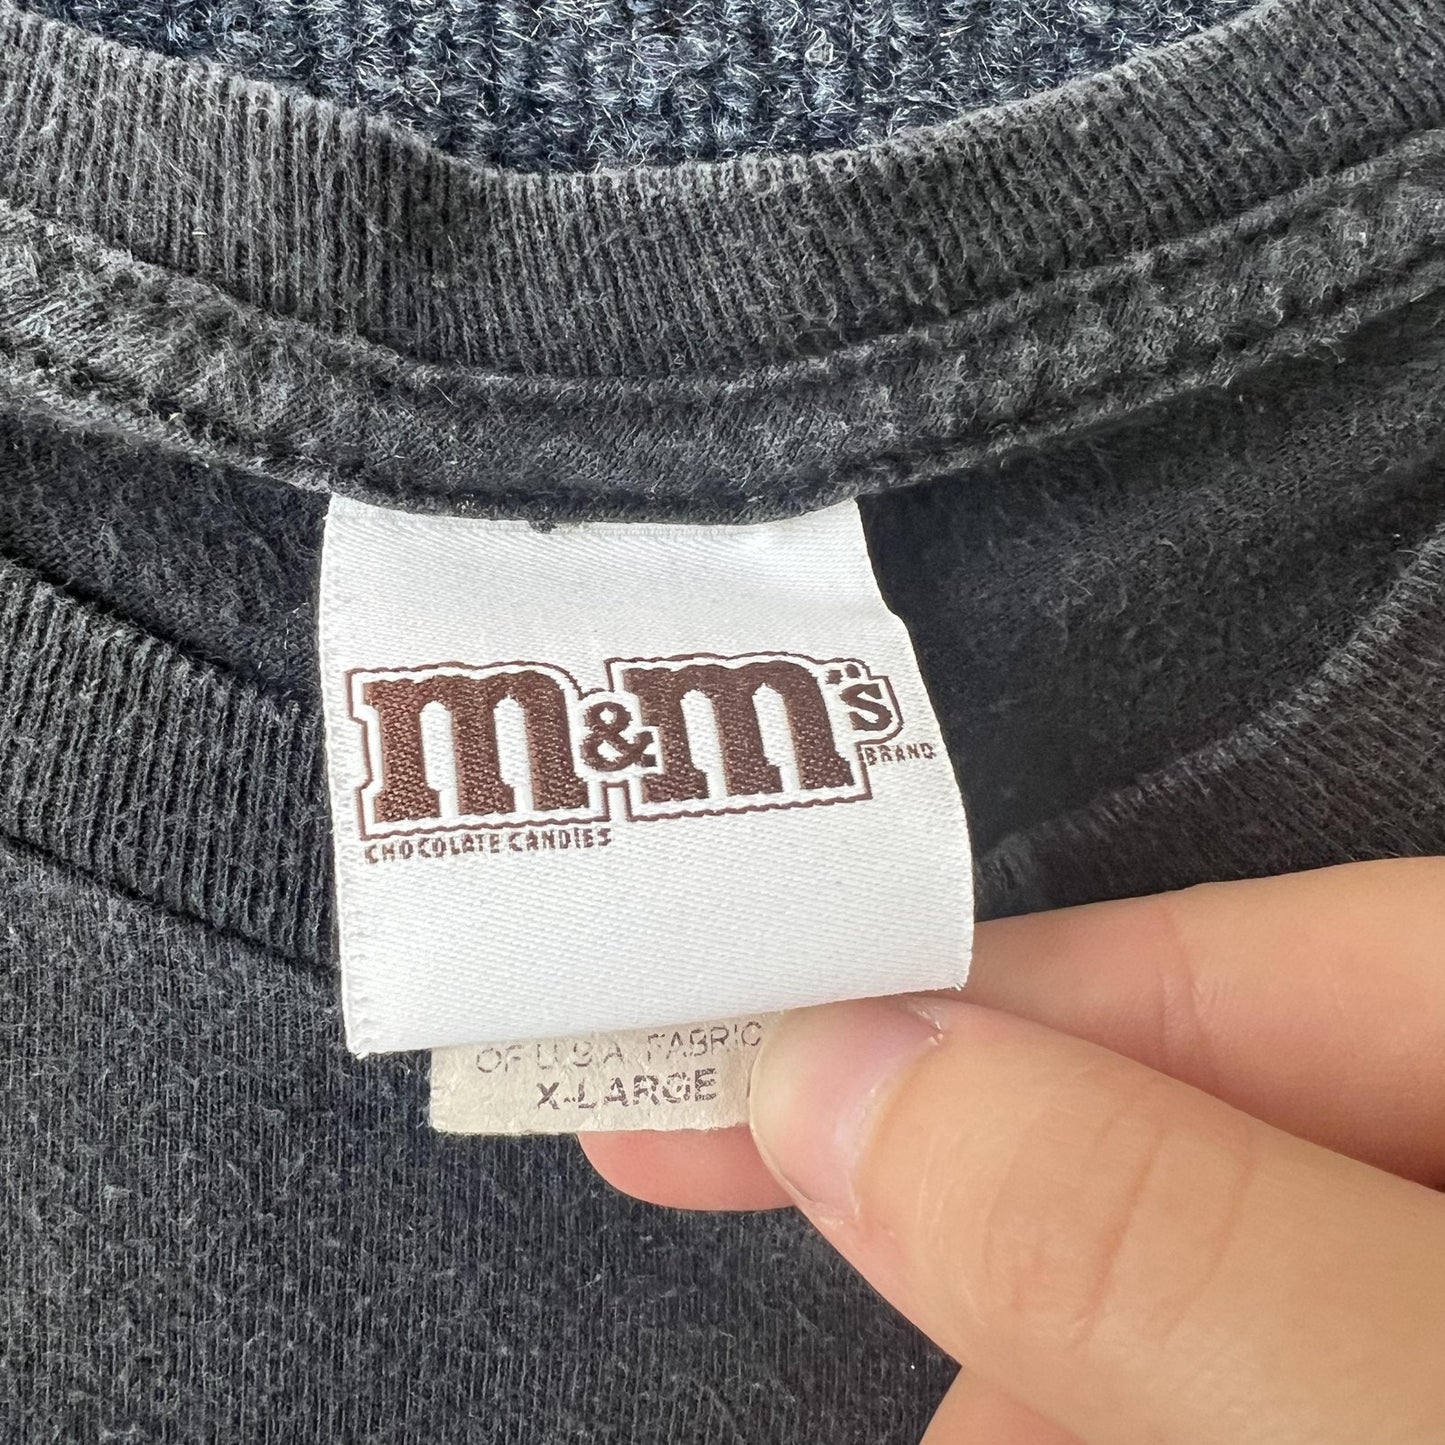 m&m's
BRAND
CHOCOLATE CANDIES
OF U.S.A. FABRIC
X-LARGE